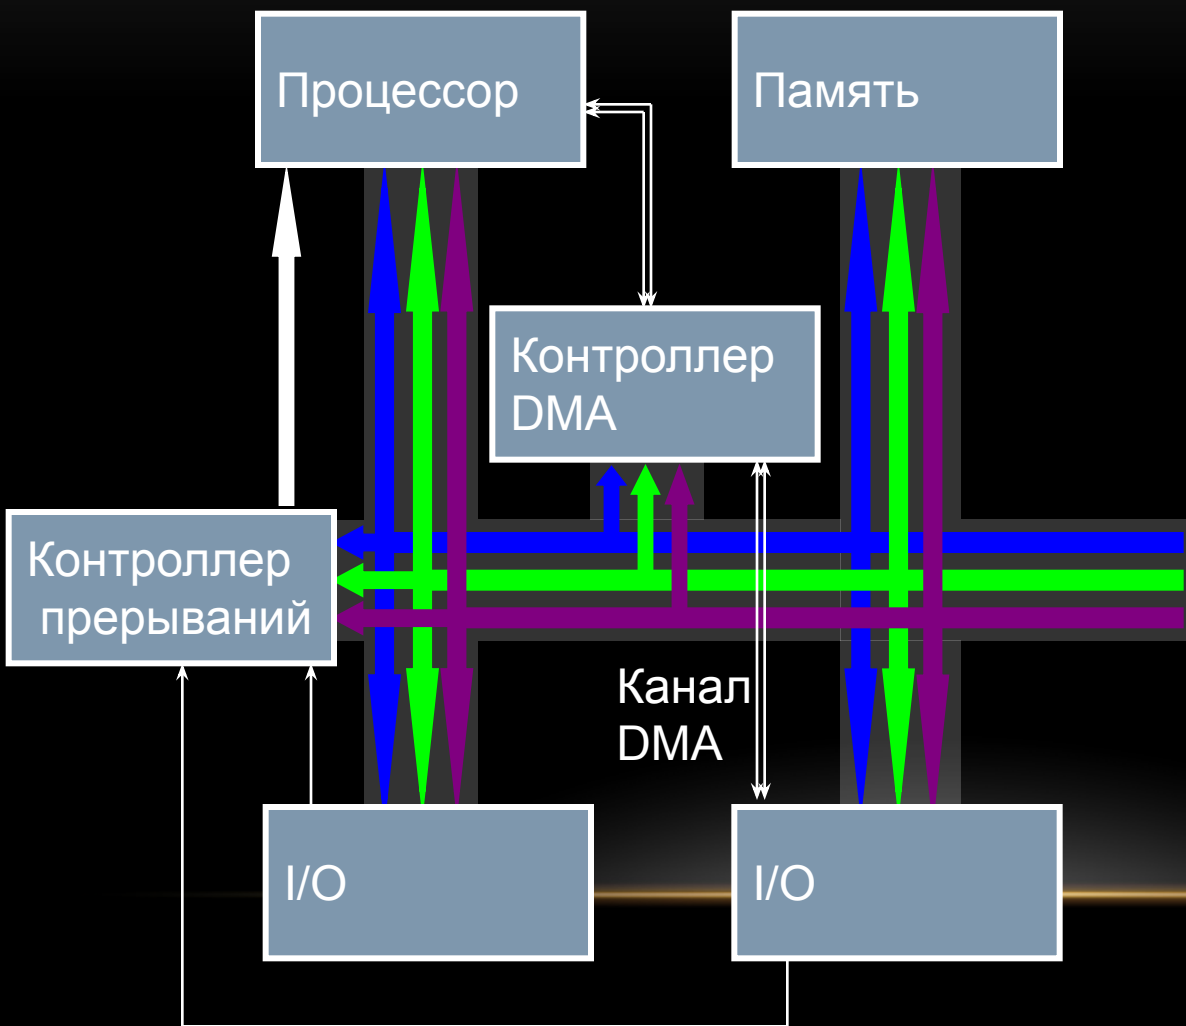 Процессор
Память
Контроллер
DMA
Контроллер
прерываний
Канал
DMA
I/O
I/O